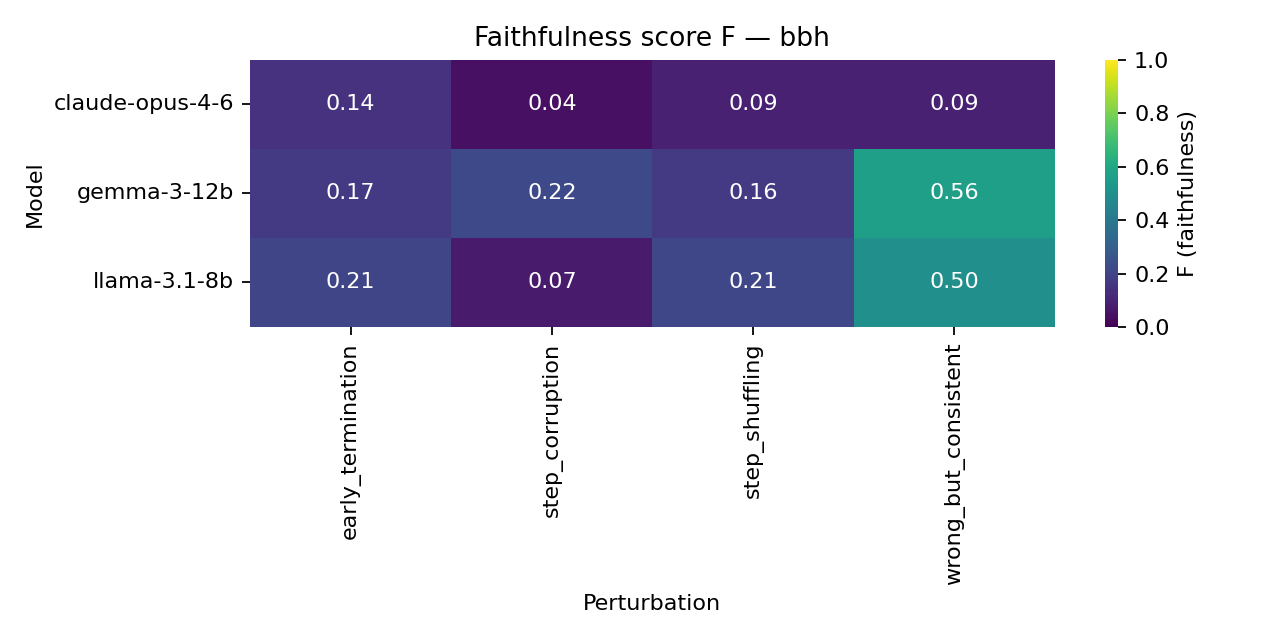 Faithfulness score F — bbh
Model
claude-opus-4-6 0.14 0.04 0.09 0.09
gemma-3-12b 0.17 0.22 0.16 0.56
llama-3.1-8b 0.21 0.07 0.21 0.50
early_termination
step_corruption
step_shuffling
wrong_but_consistent
Perturbation
1.0
0.8
0.6
0.4
0.2
0.0
F (faithfulness)